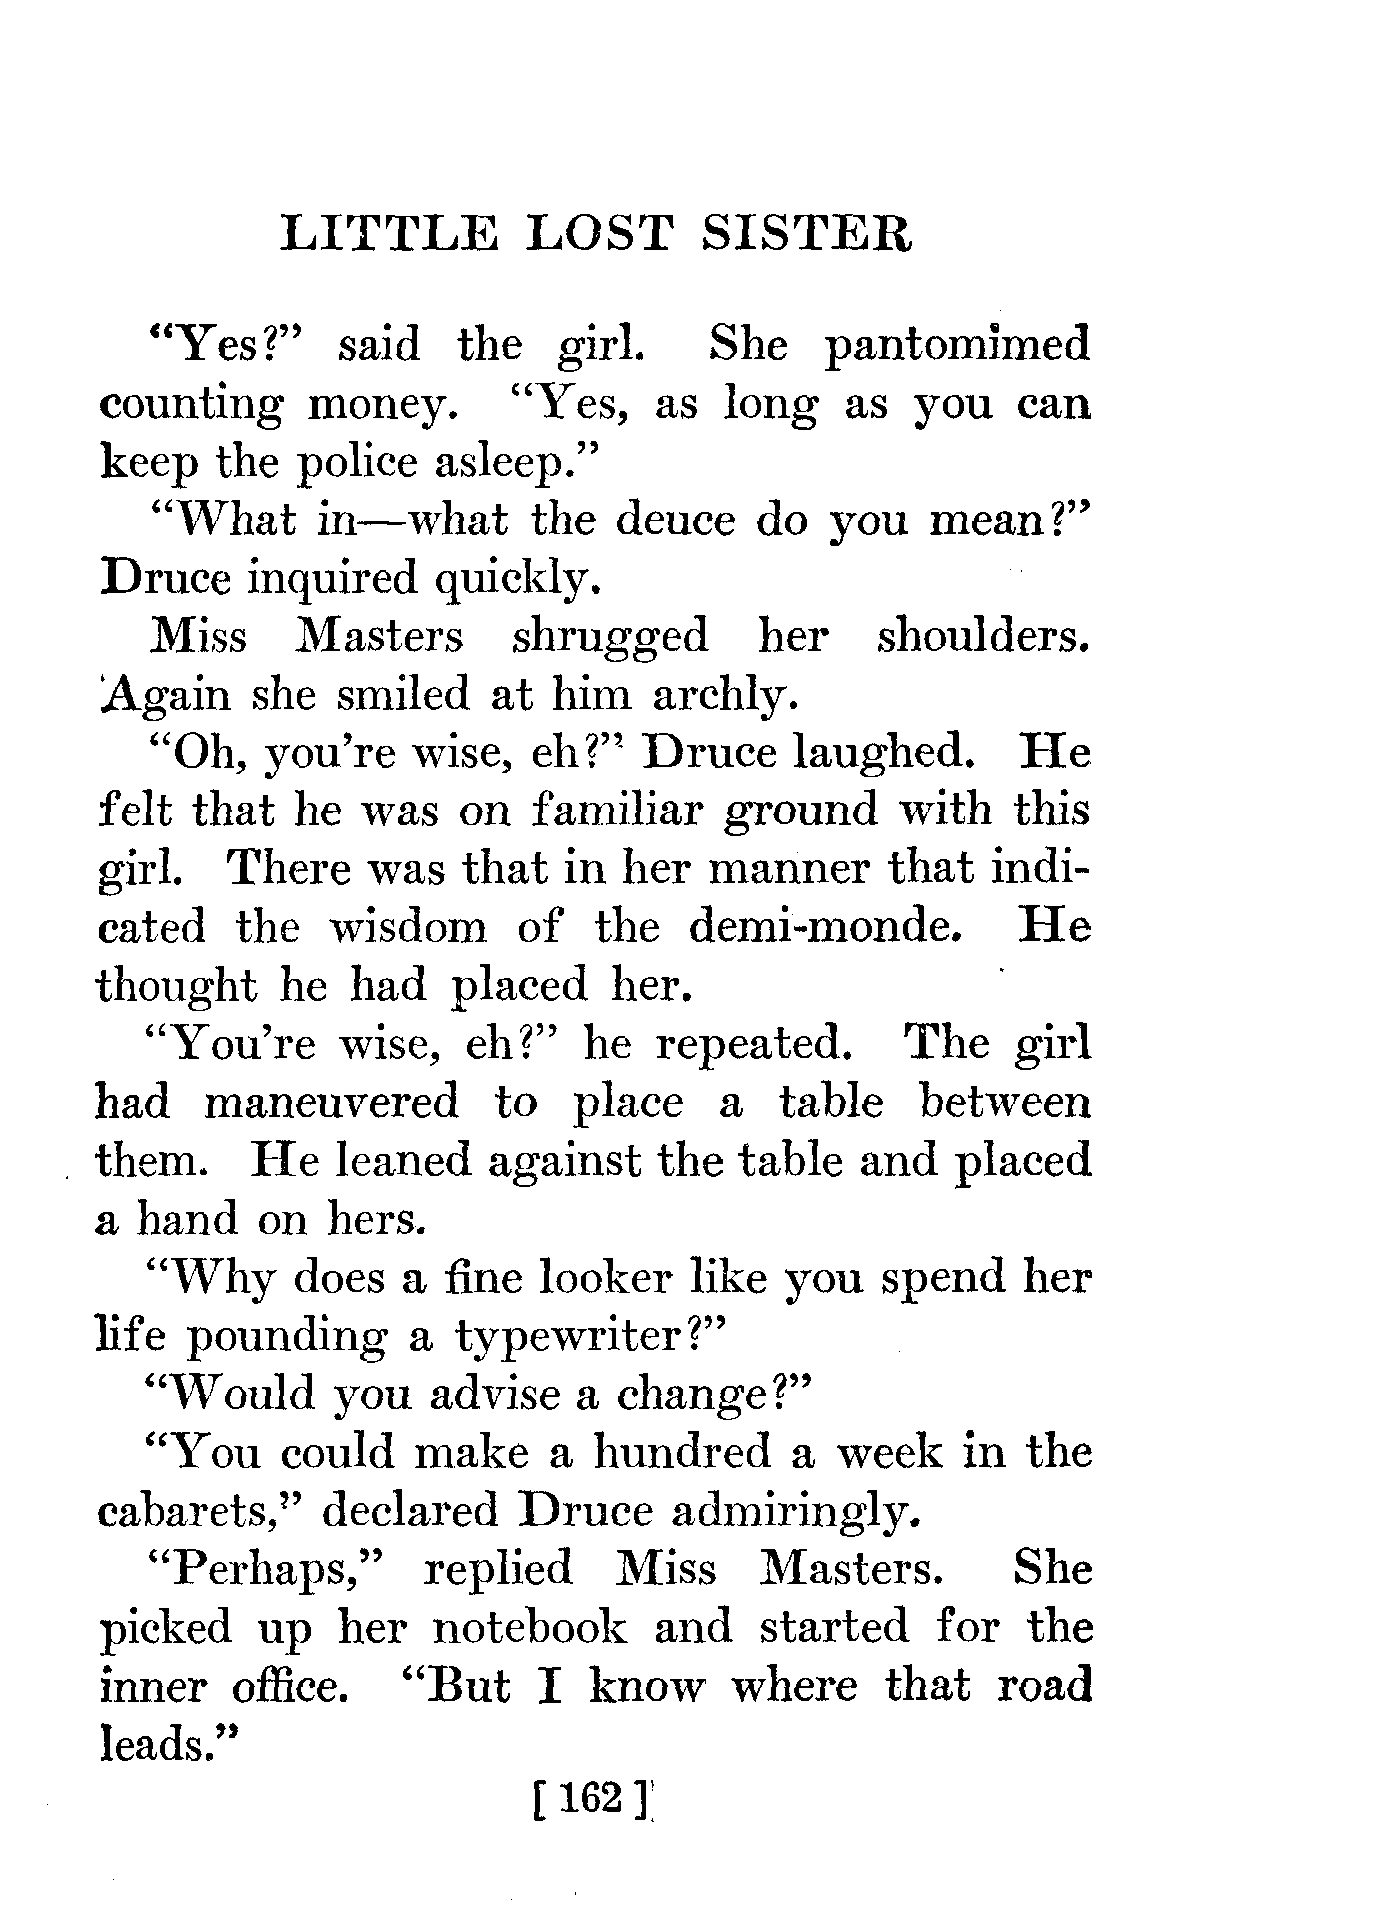 LITTLE LOST SISTER
“Yes?” said the girl. She pantomimed
counting money. “Yes, as long as you can
keep the police asleep.”
“What in—what the deuce do you mean?”
Druce inquired quickly.
Miss Masters shrugged her shoulders.
Again she smiled at him archly.
“Oh, you're wise, eh?” Druce laughed. He
felt that he was on familiar ground with this
girl. There was that in her manner that indi-
cated the wisdom of the demi-monde. He
thought he had placed her.
“You're wise, eh?” he repeated. The girl
had maneuvered to place a table between
them. He leaned against the table and placed
a hand on hers.
“Why does a fine looker like you spend her
life pounding a typewriter?”
“Would you advise a change?”
“You could make a hundred a week in the
cabarets,” declared Druce admiringly.
“Perhaps,” replied Miss Masters. She
picked up her notebook and started for the
inner office. “But I know where that road
leads.”
[ 162 ]